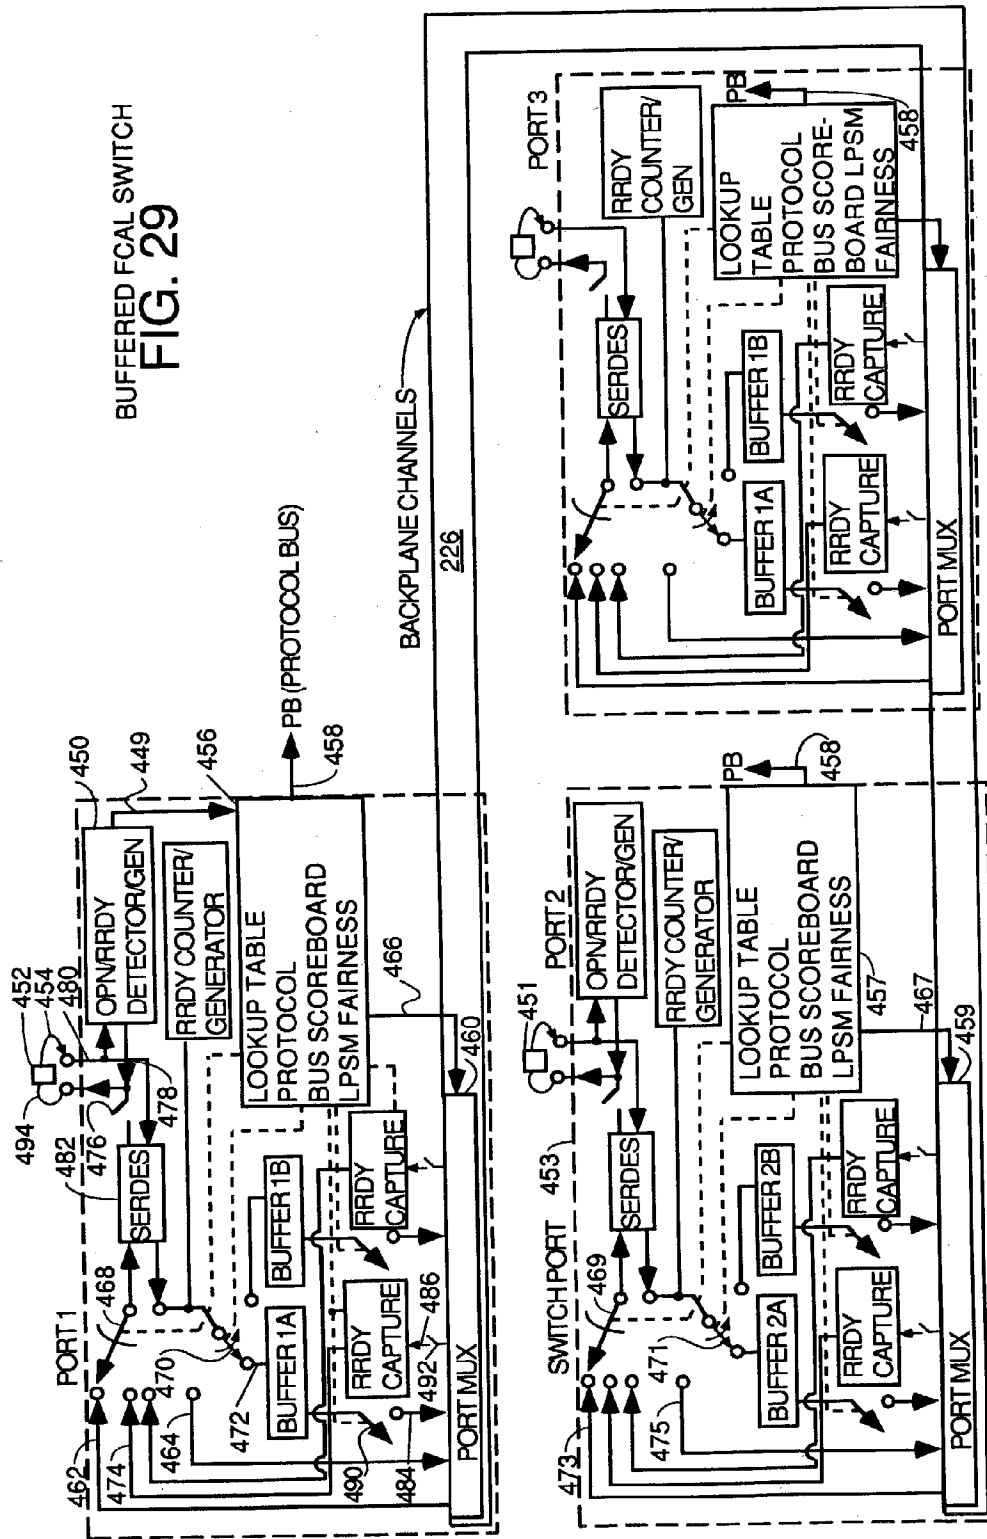 BUFFERED FCAL SWITCH
FIG. 29
BACKPLANE CHANNELS
226
PORT 1
494
452
454
480
476
478
482
SERDES
OPN/RRDY
DETECTOR/GEN
450
449
456
RRDY COUNTER/
GENERATOR
LOOKUP TABLE
PROTOCOL
BUS SCOREBOARD
LPSM FAIRNESS
PB (PROTOCOL BUS)
458
466
460
462
474
464
468
470
472
BUFFER 1A
BUFFER 1B
RRDY
CAPTURE
RRDY
CAPTURE
490
484
492
486
PORT MUX
SWITCH PORT
453
PORT 2
451
SERDES
OPN/RRDY
DETECTOR/GEN
RRDY COUNTER/
GENERATOR
LOOKUP TABLE
PROTOCOL
BUS SCOREBOARD
LPSM FAIRNESS
PB
458
457
467
459
473
475
469
471
BUFFER 2A
BUFFER 2B
RRDY
CAPTURE
RRDY
CAPTURE
PORT MUX
PORT 3
SERDES
RRDY
COUNTER/
GEN
LOOKUP
TABLE
PROTOCOL
BUS SCORE-
BOARD LPSM
FAIRNESS
PB
458
BUFFER 1A
BUFFER 1B
RRDY
CAPTURE
RRDY
CAPTURE
PORT MUX